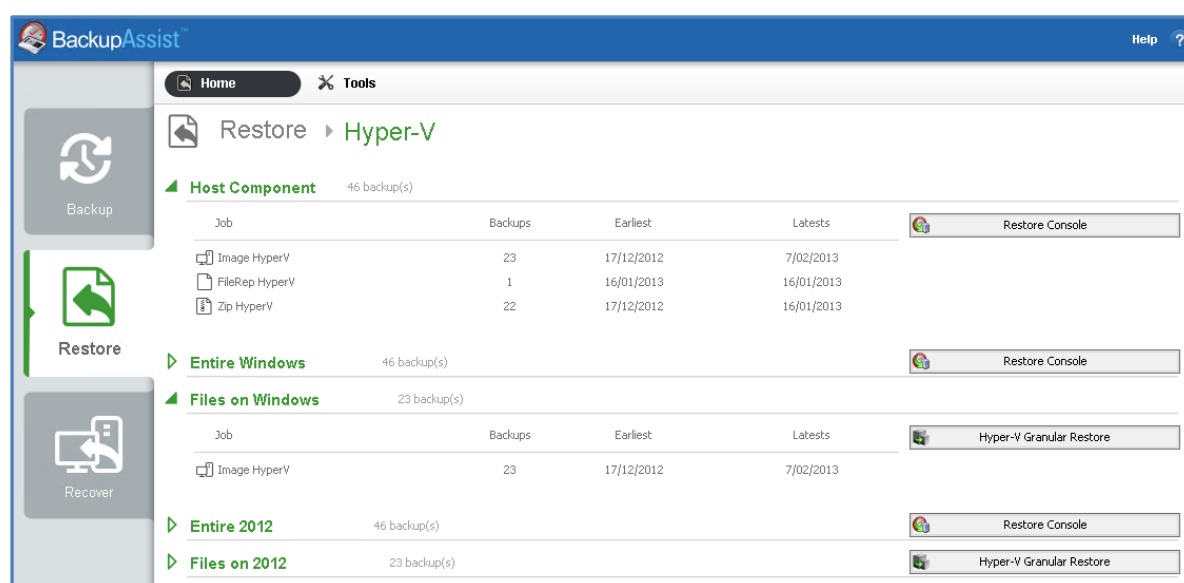 BackupAssist™
Help ?
Home Tools
Restore Hyper-V
Backup
Restore
Recover
Host Component 46 backup(s)
Job Backups Earliest Latests Restore Console
Image HyperV 23 17/12/2012 7/02/2013
FileRep HyperV 1 16/01/2013 16/01/2013
Zip HyperV 22 17/12/2012 16/01/2013
Entire Windows 46 backup(s) Restore Console
Files on Windows 23 backup(s)
Job Backups Earliest Latests Hyper-V Granular Restore
Image HyperV 23 17/12/2012 7/02/2013
Entire 2012 46 backup(s) Restore Console
Files on 2012 23 backup(s) Hyper-V Granular Restore